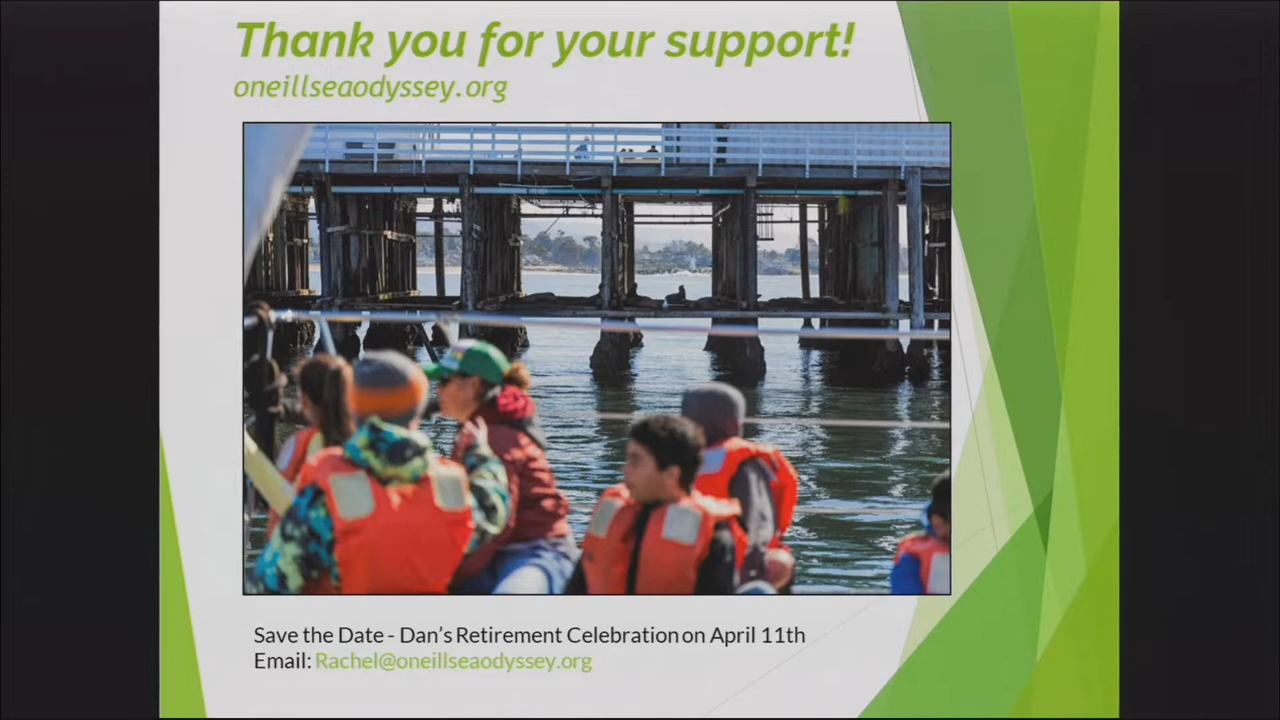 Thank you for your support!
oneillseaodyssey.org
Save the Date - Dan's Retirement Celebration on April 11th
Email: Rachel@oneillseaodyssey.org